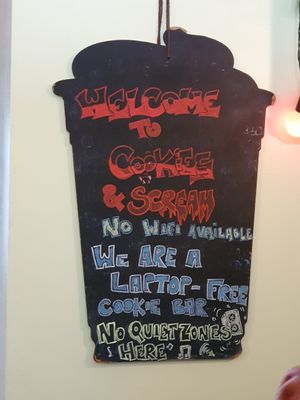 WELCOME
TO
COOKIES
& SCREAM
NO WIFI AVAILABLE
WE ARE A
LAPTOP-FREE
COOKIE BAR
NO QUIET ZONES
HERE